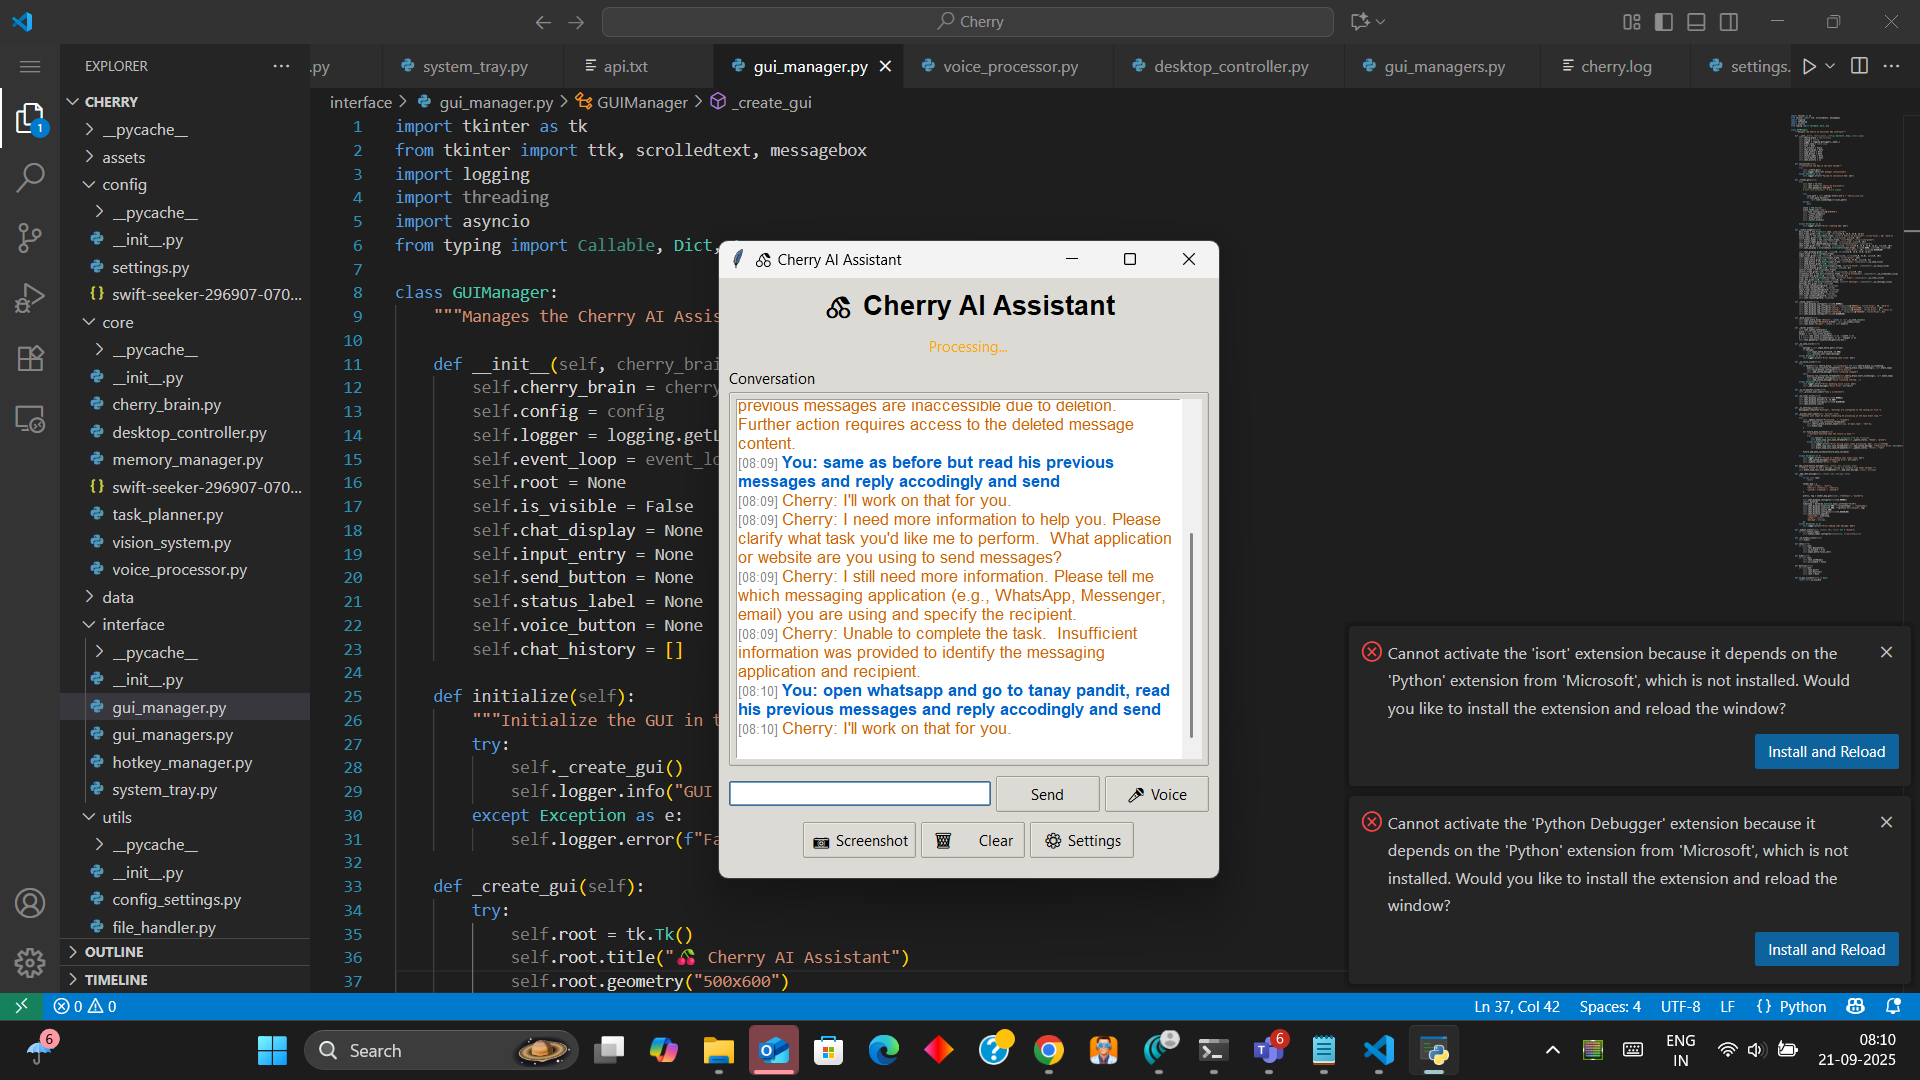 Cherry
EXPLORER
.py
system_tray.py
api.txt
gui_manager.py
voice_processor.py
desktop_controller.py
gui_managers.py
cherry.log
settings.
CHERRY
__pycache__
assets
config
__pycache__
__init__.py
settings.py
swift-seeker-296907-070...
core
__pycache__
__init__.py
cherry_brain.py
desktop_controller.py
memory_manager.py
swift-seeker-296907-070...
task_planner.py
vision_system.py
voice_processor.py
data
interface
__pycache__
__init__.py
gui_manager.py
gui_managers.py
hotkey_manager.py
system_tray.py
utils
__pycache__
__init__.py
config_settings.py
file_handler.py
OUTLINE
TIMELINE
interface > gui_manager.py > GUIManager > _create_gui
1 import tkinter as tk
2 from tkinter import ttk, scrolledtext, messagebox
3 import logging
4 import threading
5 import asyncio
6 from typing import Callable, Dict,
7
8 class GUIManager:
9 """Manages the Cherry AI Assis
10
11 def __init__(self, cherry_brai
12 self.cherry_brain = cherry
13 self.config = config
14 self.logger = logging.getL
15 self.event_loop = event_lo
16 self.root = None
17 self.is_visible = False
18 self.chat_display = None
19 self.input_entry = None
20 self.send_button = None
21 self.status_label = None
22 self.voice_button = None
23 self.chat_history = []
24
25 def initialize(self):
26 """Initialize the GUI in t
27 try:
28 self._create_gui()
29 self.logger.info("GUI
30 except Exception as e:
31 self.logger.error(f"Fa
32
33 def _create_gui(self):
34 try:
35 self.root = tk.Tk()
36 self.root.title("🍒 Cherry AI Assistant")
37 self.root.geometry("500x600")
🍒 Cherry AI Assistant
🍒 Cherry AI Assistant
Processing...
Conversation
previous messages are inaccessible due to deletion.
Further action requires access to the deleted message
content.
[08:09] You: same as before but read his previous
messages and reply accodingly and send
[08:09] Cherry: I'll work on that for you.
[08:09] Cherry: I need more information to help you. Please
clarify what task you'd like me to perform.  What application
or website are you using to send messages?
[08:09] Cherry: I still need more information. Please tell me
which messaging application (e.g., WhatsApp, Messenger,
email) you are using and specify the recipient.
[08:09] Cherry: Unable to complete the task.  Insufficient
information was provided to identify the messaging
application and recipient.
[08:10] You: open whatsapp and go to tanay pandit, read
his previous messages and reply accodingly and send
[08:10] Cherry: I'll work on that for you.
Send
Voice
Screenshot
Clear
Settings
Cannot activate the 'isort' extension because it depends on the
'Python' extension from 'Microsoft', which is not installed. Would
you like to install the extension and reload the window?
Install and Reload
Cannot activate the 'Python Debugger' extension because it
depends on the 'Python' extension from 'Microsoft', which is not
installed. Would you like to install the extension and reload the
window?
Install and Reload
0 0
Ln 37, Col 42
Spaces: 4
UTF-8
LF
{} Python
6
Search
6
ENG
IN
08:10
21-09-2025
1